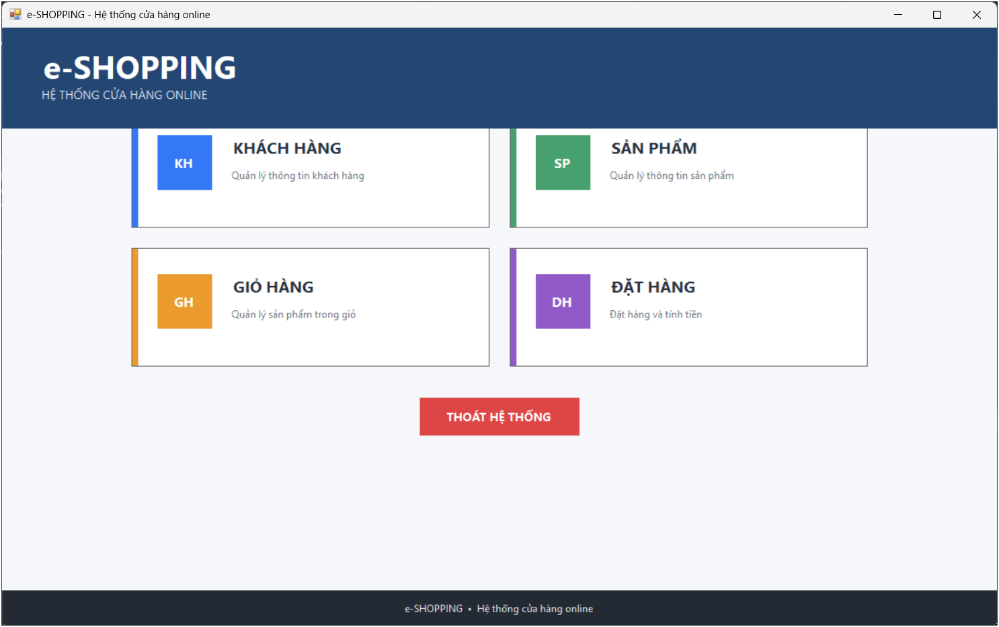 e-SHOPPING - Hệ thống cửa hàng online
e-SHOPPING
HỆ THỐNG CỬA HÀNG ONLINE
KH
KHÁCH HÀNG
Quản lý thông tin khách hàng
SP
SẢN PHẨM
Quản lý thông tin sản phẩm
GH
GIỎ HÀNG
Quản lý sản phẩm trong giỏ
DH
ĐẶT HÀNG
Đặt hàng và tính tiền
THOÁT HỆ THỐNG
e-SHOPPING • Hệ thống cửa hàng online